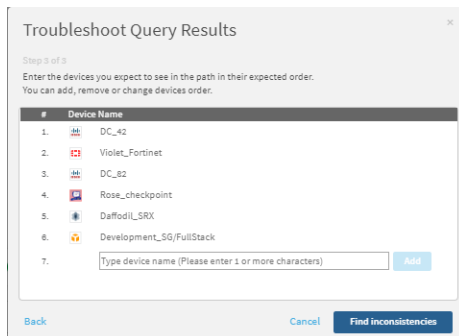 Troubleshoot Query Results
×
Step 3 of 3
Enter the devices you expect to see in the path in their expected order.
You can add, remove or change devices order.
# Device Name
1. DC_42
2. Violet_Fortinet
3. DC_82
4. Rose_checkpoint
5. Daffodil_SRX
6. Development_SG/FullStack
7. Type device name (Please enter 1 or more characters) Add
Back Cancel Find inconsistencies